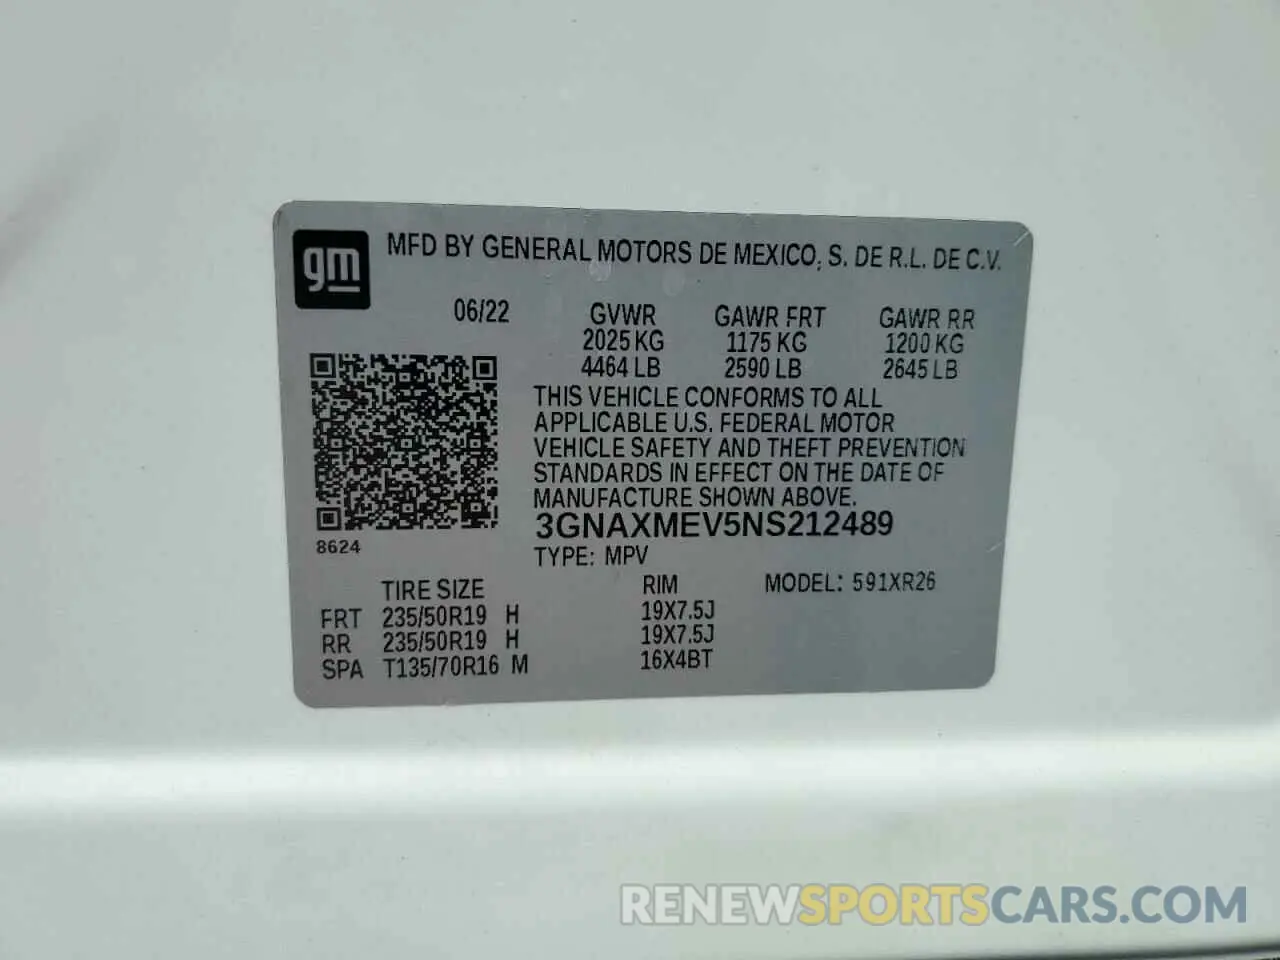 gm
MFD BY GENERAL MOTORS DE MEXICO, S. DE R.L. DE C.V.
06/22 GVWR GAWR FRT GAWR RR
2025 KG 1175 KG 1200 KG
4464 LB 2590 LB 2645 LB
THIS VEHICLE CONFORMS TO ALL
APPLICABLE U.S. FEDERAL MOTOR
VEHICLE SAFETY AND THEFT PREVENTION
STANDARDS IN EFFECT ON THE DATE OF
MANUFACTURE SHOWN ABOVE.
3GNAXMEV5NS212489
8624
TYPE: MPV
TIRE SIZE RIM MODEL: 591XR26
FRT 235/50R19 H 19X7.5J
RR 235/50R19 H 19X7.5J
SPA T135/70R16 M 16X4BT
RENEWSPORTSCARS.COM